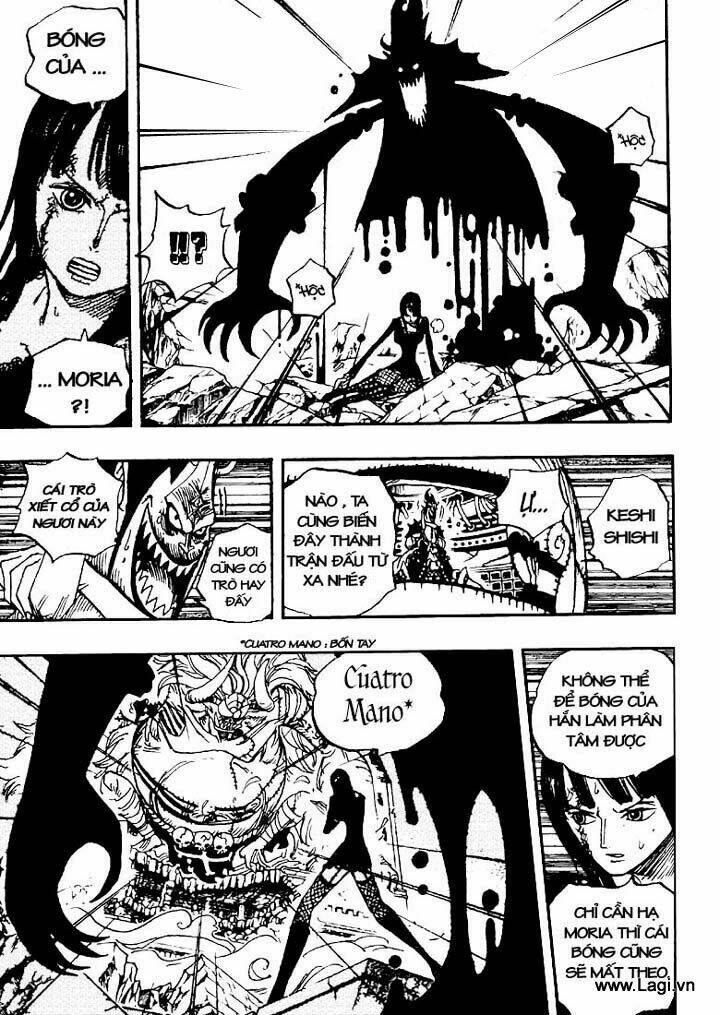 *HỘC
*HỘC
!!?
BÓNG
CỦA ...
... MORIA
?!
KESHI
SHISHI
Ự...
NÀO , TA
CŨNG BIẾN
ĐÂY THÀNH
TRẬN ĐẤU TỪ
XA NHÉ?
CÁI TRÒ
XIẾT CỔ CỦA
NGƯƠI NÀY
NGƯƠI
CŨNG CÓ
TRÒ HAY
ĐẤY
KHÔNG THỂ
ĐỂ BÓNG CỦA
HẮN LÀM PHÂN
TÂM ĐƯỢC
CHỈ CẦN HẠ
MORIA THÌ CÁI
BÓNG CŨNG
SẼ MẤT THEO
*CUATRO MANO : BỐN TAY
Cuatro
Mano*
www.Lagi.vn